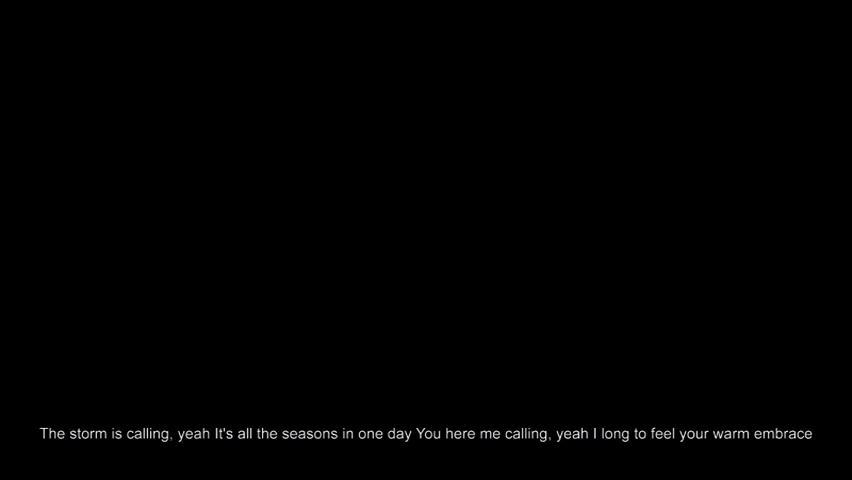 The storm is calling, yeah It's all the seasons in one day You here me calling, yeah I long to feel your warm embrace